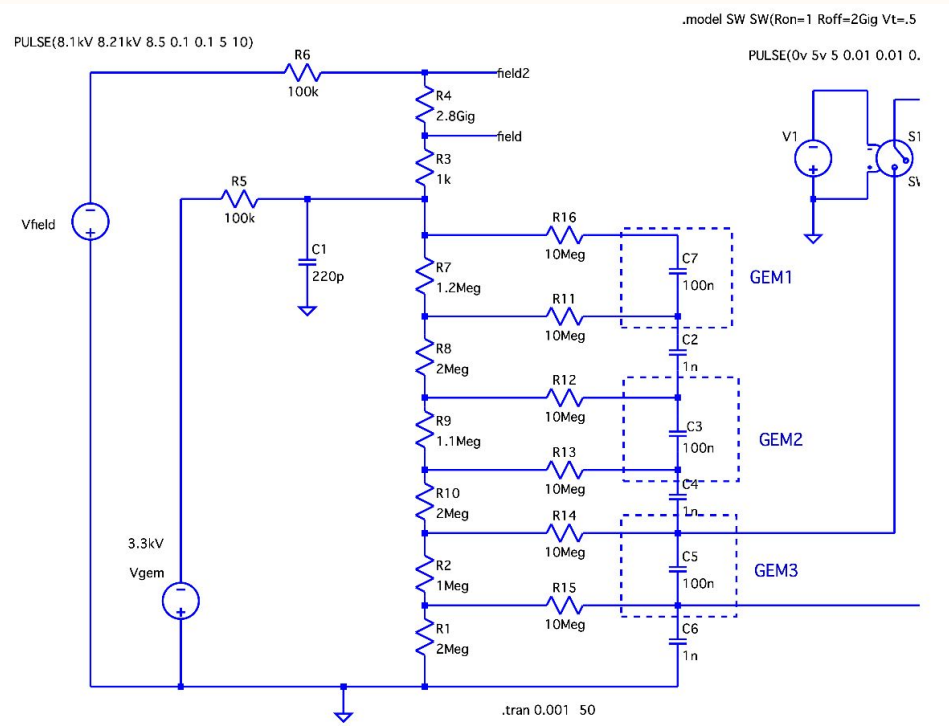 .model SW SW(Ron=1 Roff=2Gig Vt=.5
PULSE(8.1kV 8.21kV 8.5 0.1 0.1 5 10)
PULSE(0v 5v 5 0.01 0.01 0.
R6
100k
field2
R4
2.8Gig
field
V1
S1
R3
1k
R5
100k
Vfield
C1
220p
R16
10Meg
C7
100n
GEM1
R7
1.2Meg
R11
10Meg
C2
1n
R8
2Meg
R12
10Meg
R9
1.1Meg
C3
100n
GEM2
R13
10Meg
R10
2Meg
C4
1n
R14
10Meg
3.3kV
Vgem
R2
1Meg
C5
100n
GEM3
R15
10Meg
R1
2Meg
C6
1n
.tran 0.001 50